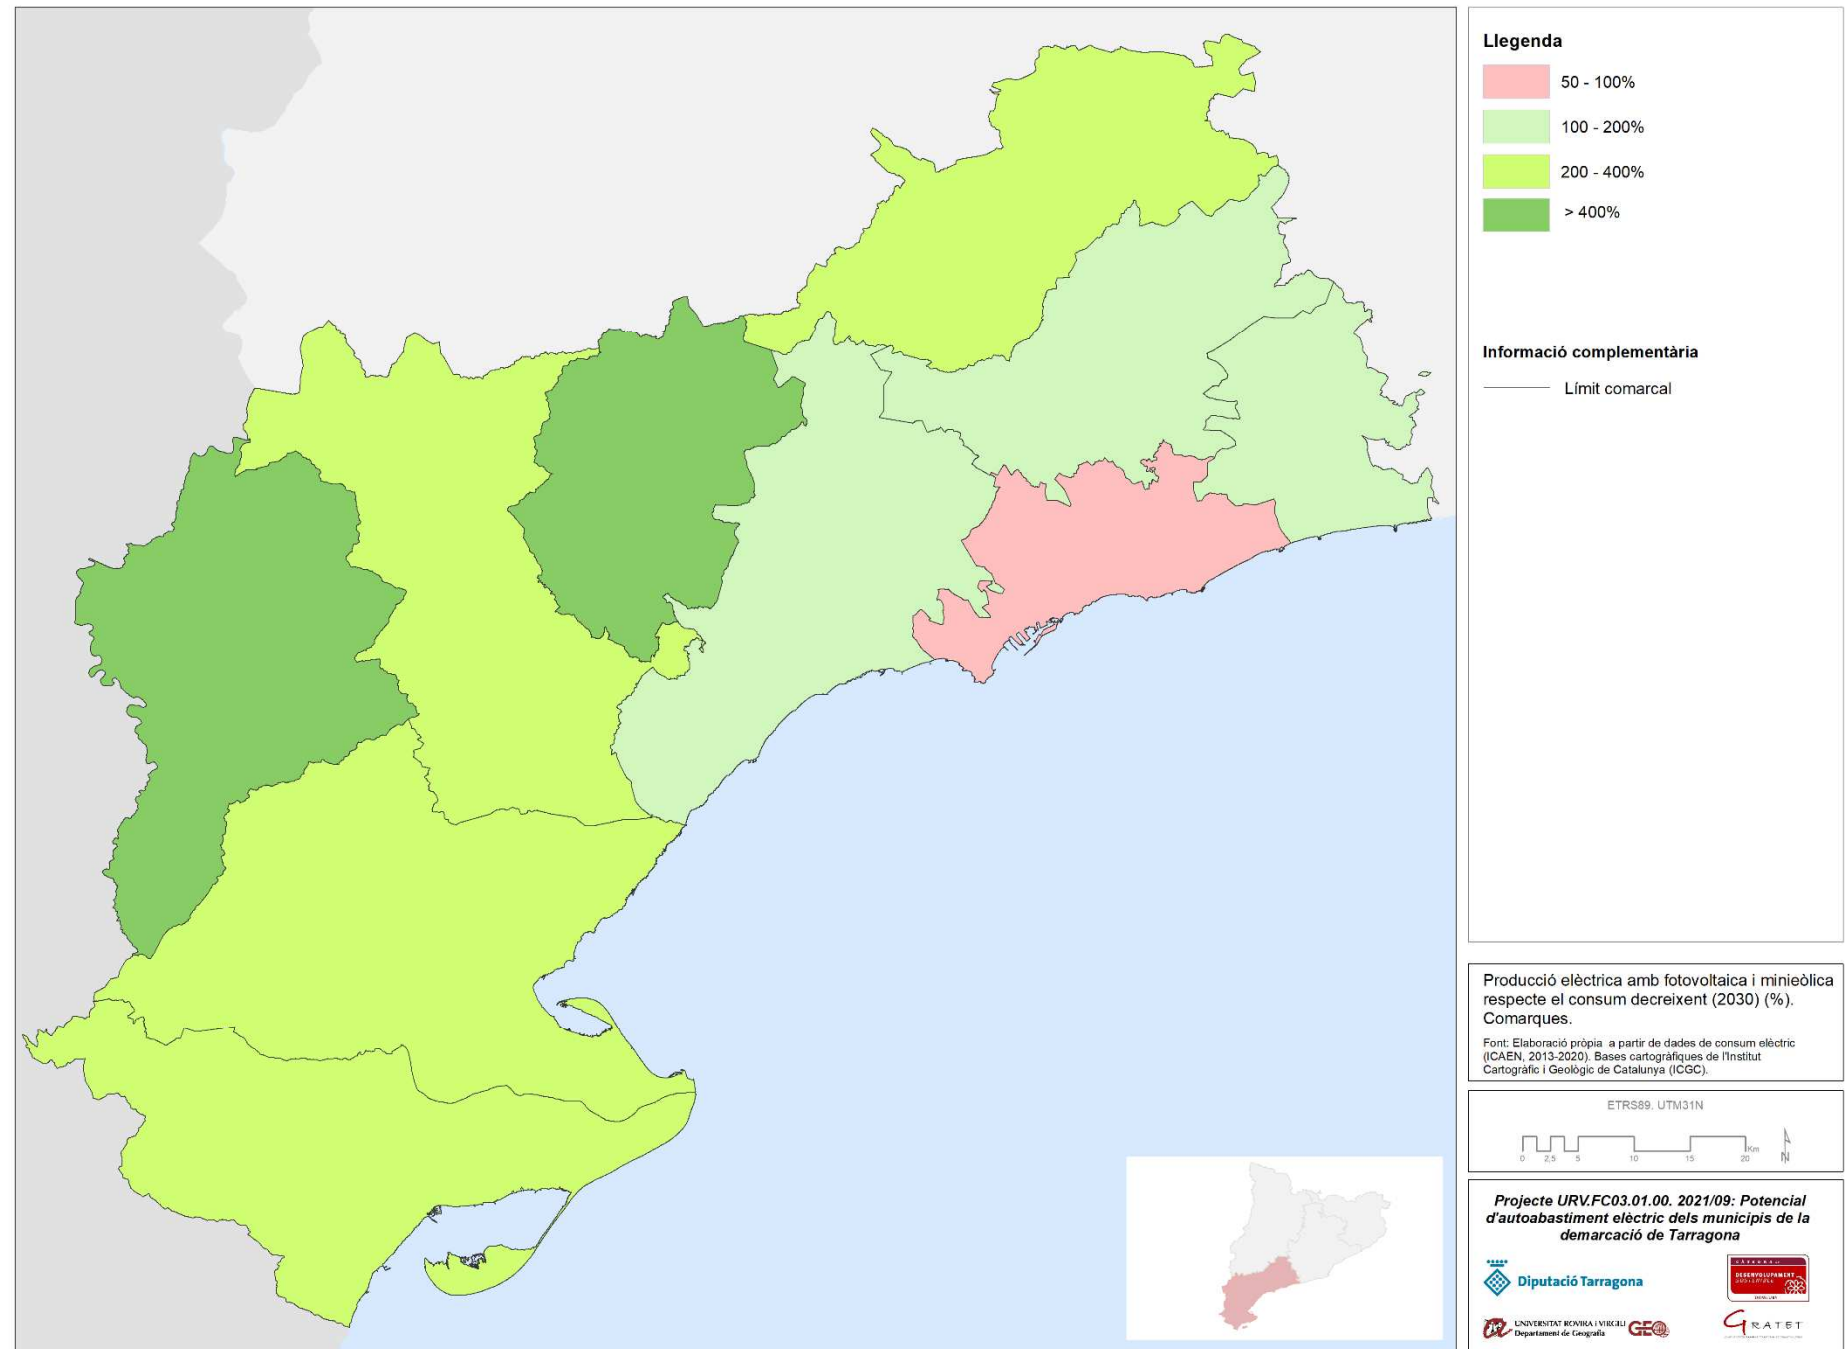 Llegenda
50 - 100%
100 - 200%
200 - 400%
> 400%
Informació complementària
Límit comarcal
Producció elèctrica amb fotovoltaica i minieòlica
respecte el consum decreixent (2030) (%).
Comarques.
Font: Elaboració pròpia a partir de dades de consum elèctric
(ICAEN, 2013-2020). Bases cartogràfiques de l'Institut
Cartogràfic i Geològic de Catalunya (ICGC).
ETRS89. UTM31N
0 2,5 5 10 15 20 Km
N
Projecte URV.FC03.01.00. 2021/09: Potencial
d'autoabastiment elèctric dels municipis de la
demarcació de Tarragona
Diputació Tarragona
DESENVOLUPAMENT
UNIVERSITAT ROVIRA I VIRGILI
Departament de Geografia
GEO
GRATET